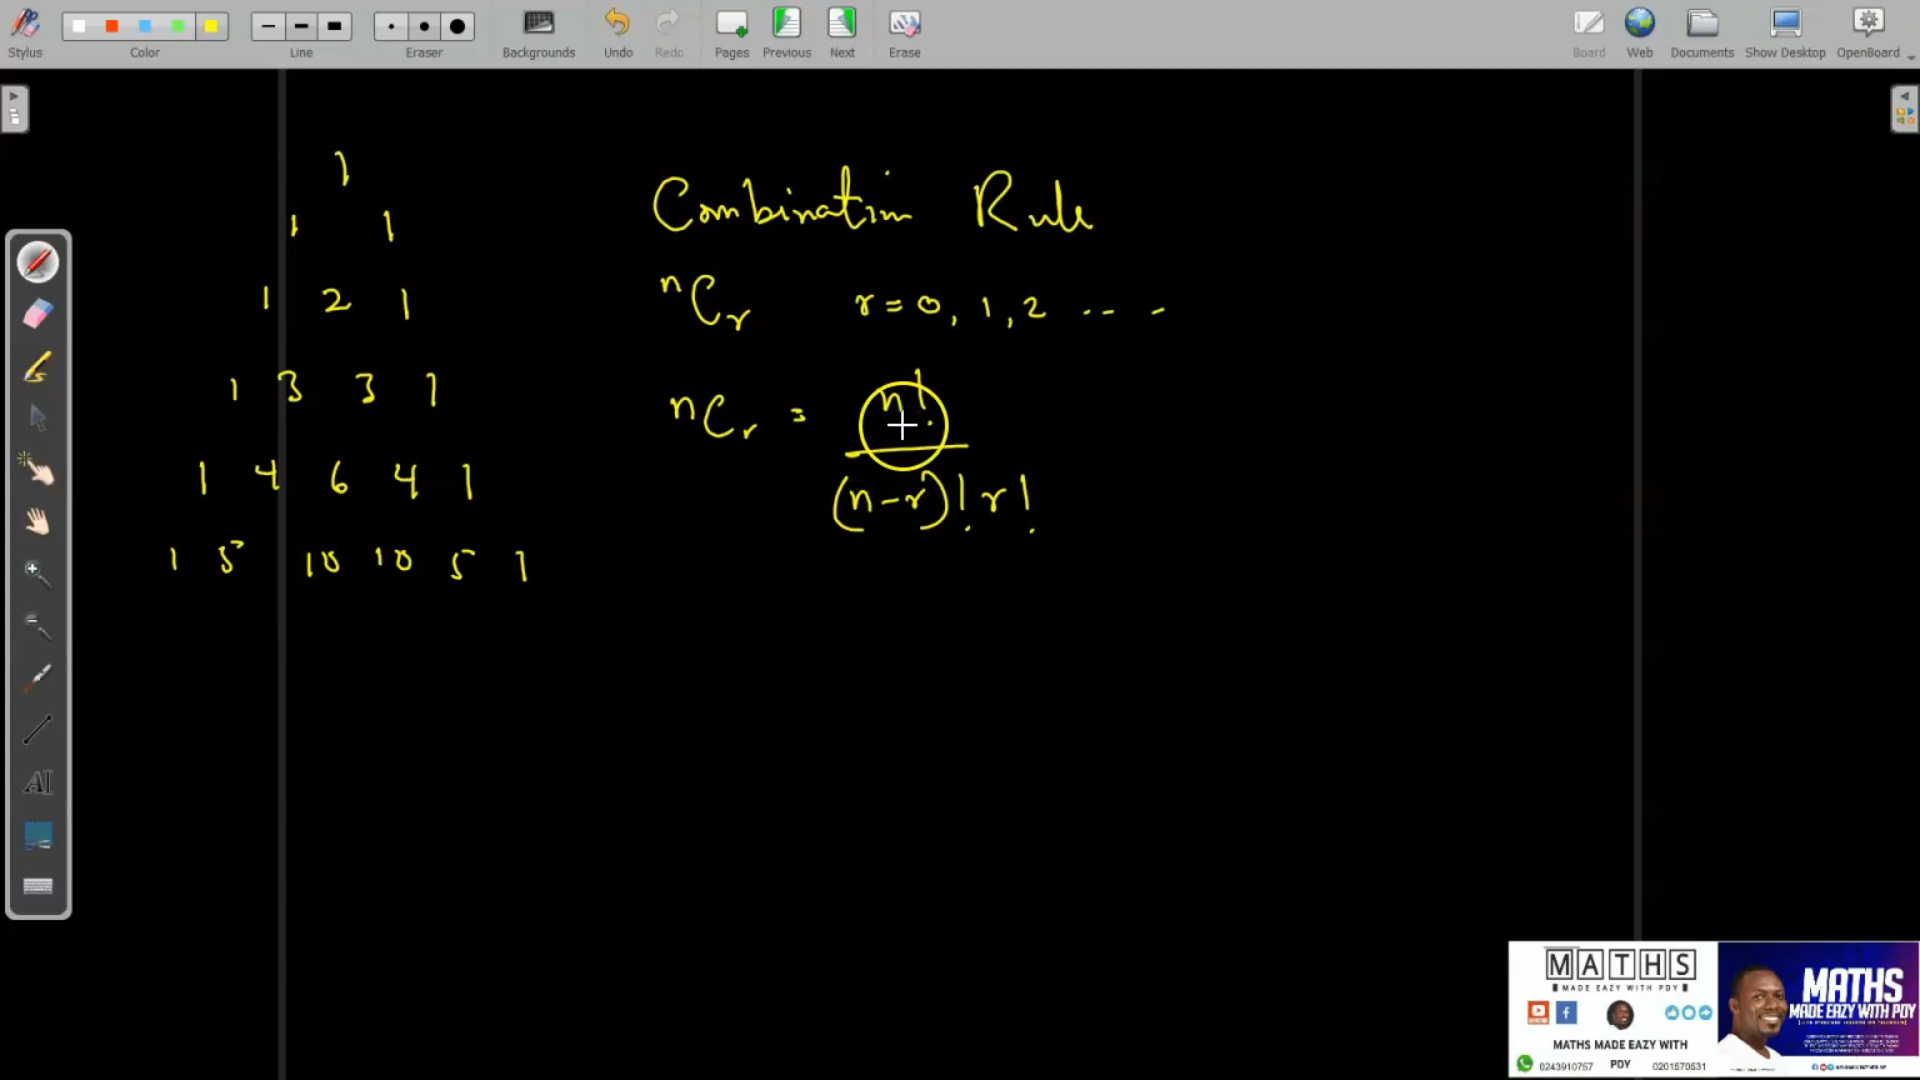 Stylus
Color
Line
Eraser
Backgrounds
Undo
Redo
Pages
Previous
Next
Erase
Board
Web
Documents
Show Desktop
OpenBoard
1
1 1
1 2 1
1 3 3 1
1 4 6 4 1
1 5 10 10 5 1
Combination Rule
nCr r = 0, 1, 2 .. -
nCr = n!
(n-r)! r!
AI
MATHS
MADE EAZY WITH PDY
MATHS MADE EAZY WITH
PDY
0243910757
0201570531
MATHS
MADE EAZY WITH PDY